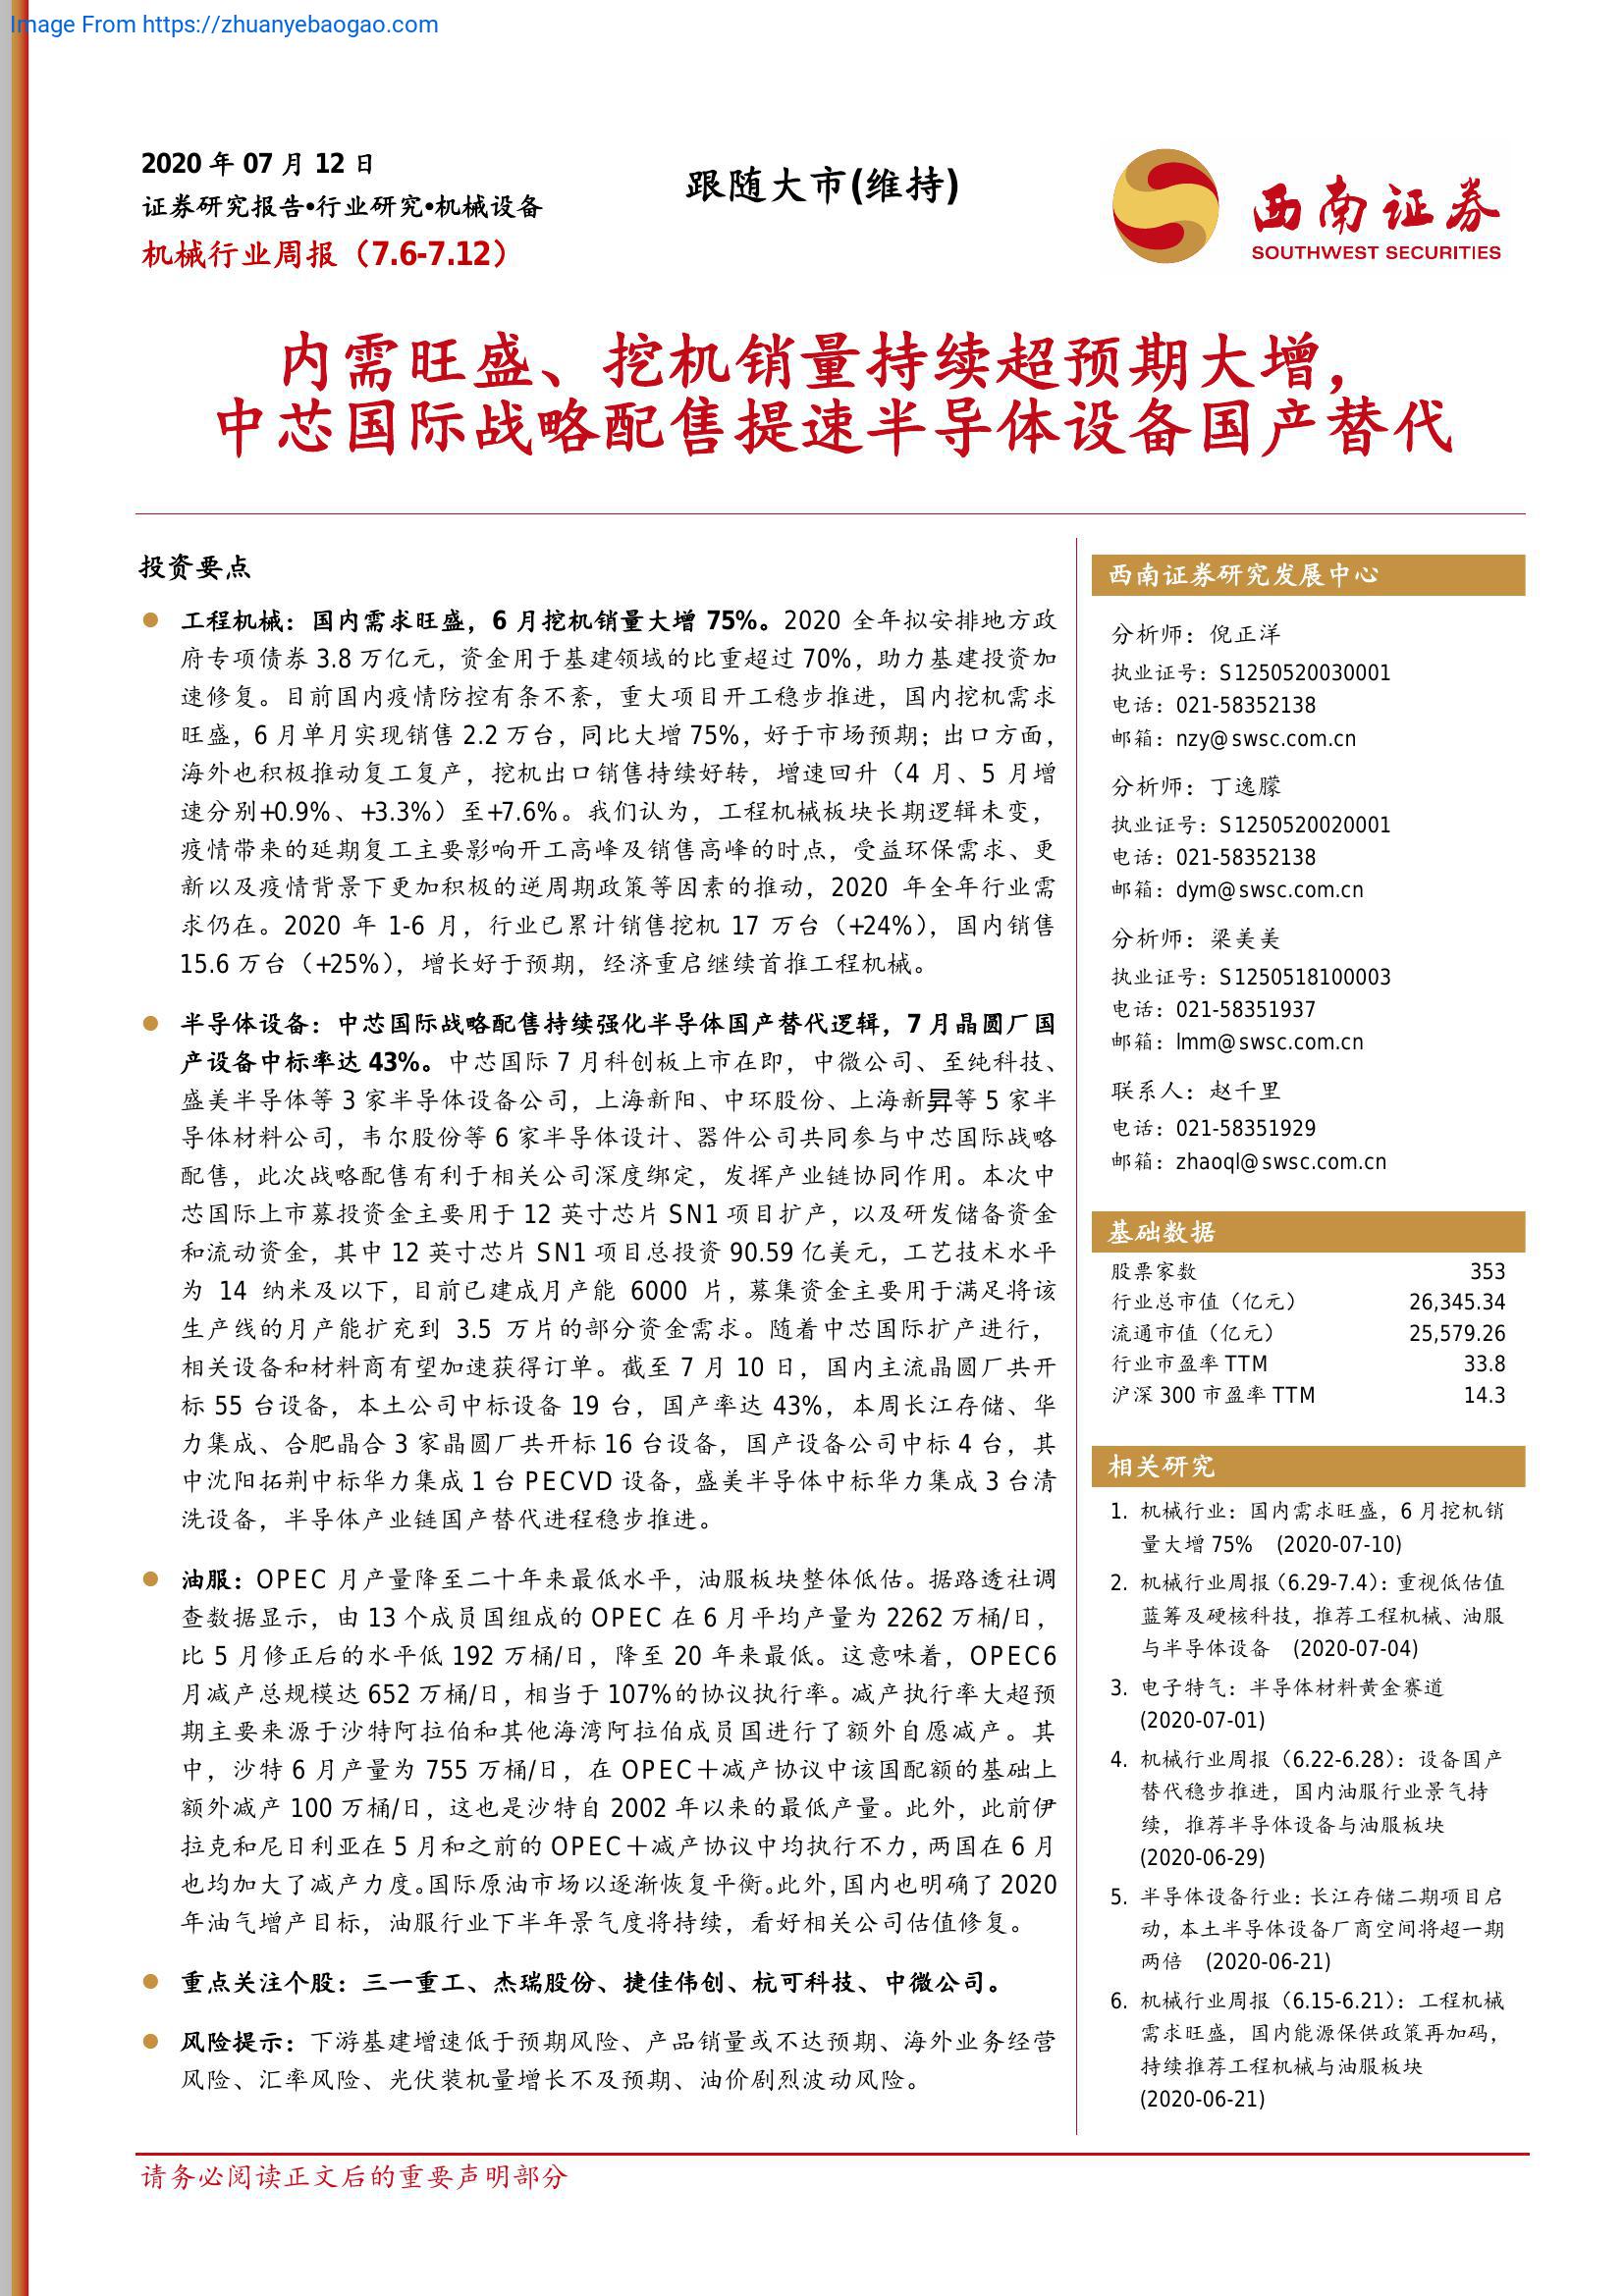 Image From https://zhuanyebaogao.com
2020 年 07 月 12 日
证券研究报告•行业研究•机械设备
机械行业周报（7.6-7.12）
跟随大市(维持)
西南证券
SOUTHWEST SECURITIES
内需旺盛、挖机销量持续超预期大增，
中芯国际战略配售提速半导体设备国产替代
投资要点
工程机械：国内需求旺盛，6 月挖机销量大增 75%。2020 全年拟安排地方政
府专项债券 3.8 万亿元，资金用于基建领域的比重超过 70%，助力基建投资加
速修复。目前国内疫情防控有条不紊，重大项目开工稳步推进，国内挖机需求
旺盛，6 月单月实现销售 2.2 万台，同比大增 75%，好于市场预期；出口方面，
海外也积极推动复工复产，挖机出口销售持续好转，增速回升（4 月、5 月增
速分别+0.9%、+3.3%）至+7.6%。我们认为，工程机械板块长期逻辑未变，
疫情带来的延期复工主要影响开工高峰及销售高峰的时点，受益环保需求、更
新以及疫情背景下更加积极的逆周期政策等因素的推动，2020 年全年行业需
求仍在。2020 年 1-6 月，行业已累计销售挖机 17 万台（+24%），国内销售
15.6 万台（+25%），增长好于预期，经济重启继续首推工程机械。
半导体设备：中芯国际战略配售持续强化半导体国产替代逻辑，7 月晶圆厂国
产设备中标率达 43%。中芯国际 7 月科创板上市在即，中微公司、至纯科技、
盛美半导体等 3 家半导体设备公司，上海新阳、中环股份、上海新昇等 5 家半
导体材料公司，韦尔股份等 6 家半导体设计、器件公司共同参与中芯国际战略
配售，此次战略配售有利于相关公司深度绑定，发挥产业链协同作用。本次中
芯国际上市募投资金主要用于 12 英寸芯片 SN1 项目扩产，以及研发储备资金
和流动资金，其中 12 英寸芯片 SN1 项目总投资 90.59 亿美元，工艺技术水平
为 14 纳米及以下，目前已建成月产能 6000 片，募集资金主要用于满足将该
生产线的月产能扩充到 3.5 万片的部分资金需求。随着中芯国际扩产进行，
相关设备和材料商有望加速获得订单。截至 7 月 10 日，国内主流晶圆厂共开
标 55 台设备，本土公司中标设备 19 台，国产率达 43%，本周长江存储、华
力集成、合肥晶合 3 家晶圆厂共开标 16 台设备，国产设备公司中标 4 台，其
中沈阳拓荆中标华力集成 1 台 PECVD 设备，盛美半导体中标华力集成 3 台清
洗设备，半导体产业链国产替代进程稳步推进。
油服：OPEC 月产量降至二十年来最低水平，油服板块整体低估。据路透社调
查数据显示，由 13 个成员国组成的 OPEC 在 6 月平均产量为 2262 万桶/日，
比 5 月修正后的水平低 192 万桶/日，降至 20 年来最低。这意味着，OPEC6
月减产总规模达 652 万桶/日，相当于 107%的协议执行率。减产执行率大超预
期主要来源于沙特阿拉伯和其他海湾阿拉伯成员国进行了额外自愿减产。其
中，沙特 6 月产量为 755 万桶/日，在 OPEC＋减产协议中该国配额的基础上
额外减产 100 万桶/日，这也是沙特自 2002 年以来的最低产量。此外，此前伊
拉克和尼日利亚在 5 月和之前的 OPEC＋减产协议中均执行不力，两国在 6 月
也均加大了减产力度。国际原油市场以逐渐恢复平衡。此外，国内也明确了 2020
年油气增产目标，油服行业下半年景气度将持续，看好相关公司估值修复。
重点关注个股：三一重工、杰瑞股份、捷佳伟创、杭可科技、中微公司。
风险提示：下游基建增速低于预期风险、产品销量或不达预期、海外业务经营
风险、汇率风险、光伏装机量增长不及预期、油价剧烈波动风险。
西南证券研究发展中心
分析师：倪正洋
执业证号：S1250520030001
电话：021-58352138
邮箱：nzy@swsc.com.cn
分析师：丁逸朦
执业证号：S1250520020001
电话：021-58352138
邮箱：dym@swsc.com.cn
分析师：梁美美
执业证号：S1250518100003
电话：021-58351937
邮箱：lmm@swsc.com.cn
联系人：赵千里
电话：021-58351929
邮箱：zhaoql@swsc.com.cn
基础数据
股票家数 353
行业总市值（亿元） 26,345.34
流通市值（亿元） 25,579.26
行业市盈率 TTM 33.8
沪深 300 市盈率 TTM 14.3
相关研究
1. 机械行业：国内需求旺盛，6 月挖机销
量大增 75% (2020-07-10)
2. 机械行业周报（6.29-7.4）：重视低估值
蓝筹及硬核科技，推荐工程机械、油服
与半导体设备 (2020-07-04)
3. 电子特气：半导体材料黄金赛道
(2020-07-01)
4. 机械行业周报（6.22-6.28）：设备国产
替代稳步推进，国内油服行业景气持
续，推荐半导体设备与油服板块
(2020-06-29)
5. 半导体设备行业：长江存储二期项目启
动，本土半导体设备厂商空间将超一期
两倍 (2020-06-21)
6. 机械行业周报（6.15-6.21）：工程机械
需求旺盛，国内能源保供政策再加码，
持续推荐工程机械与油服板块
(2020-06-21)
请务必阅读正文后的重要声明部分